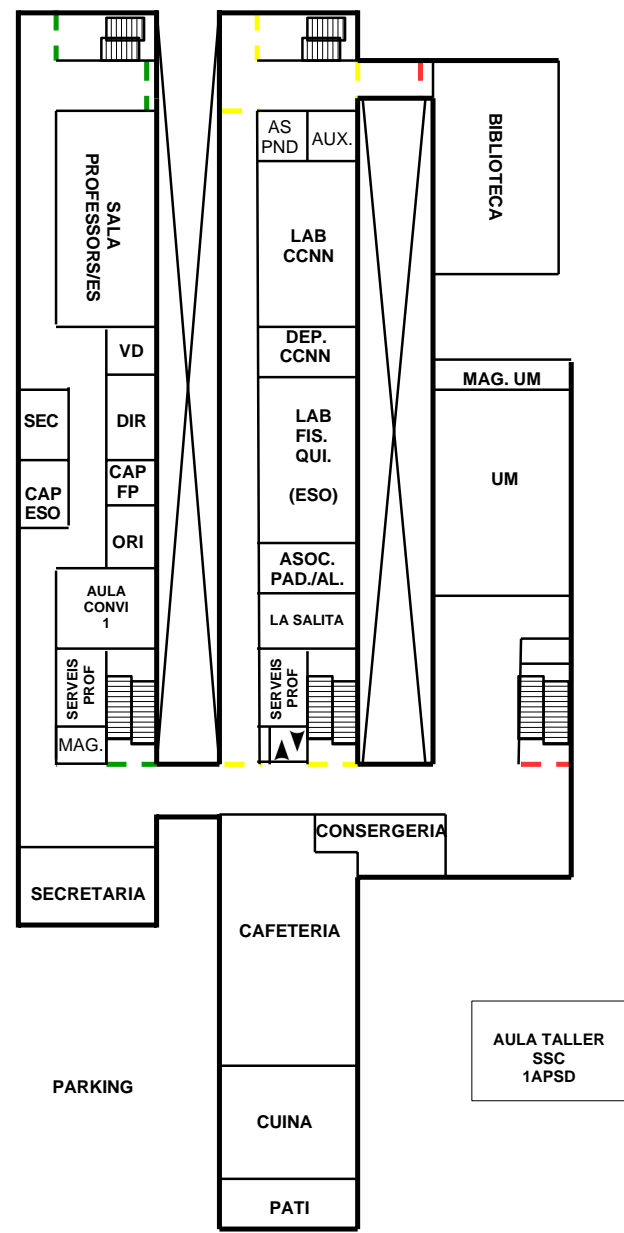 AS
PND
AUX.
BIBLIOTECA
SALA
PROFESSORS/ES
LAB
CCNN
VD
DEP.
CCNN
MAG. UM
SEC
DIR
LAB
FIS.
QUI.
(ESO)
UM
CAP
FP
CAP
ESO
ORI
ASOC.
PAD./AL.
AULA
CONVI
1
LA SALITA
SERVEIS
PROF
SERVEIS
PROF
MAG.
CONSERGERIA
SECRETARIA
CAFETERIA
AULA TALLER
SSC
1APSD
PARKING
CUINA
PATI